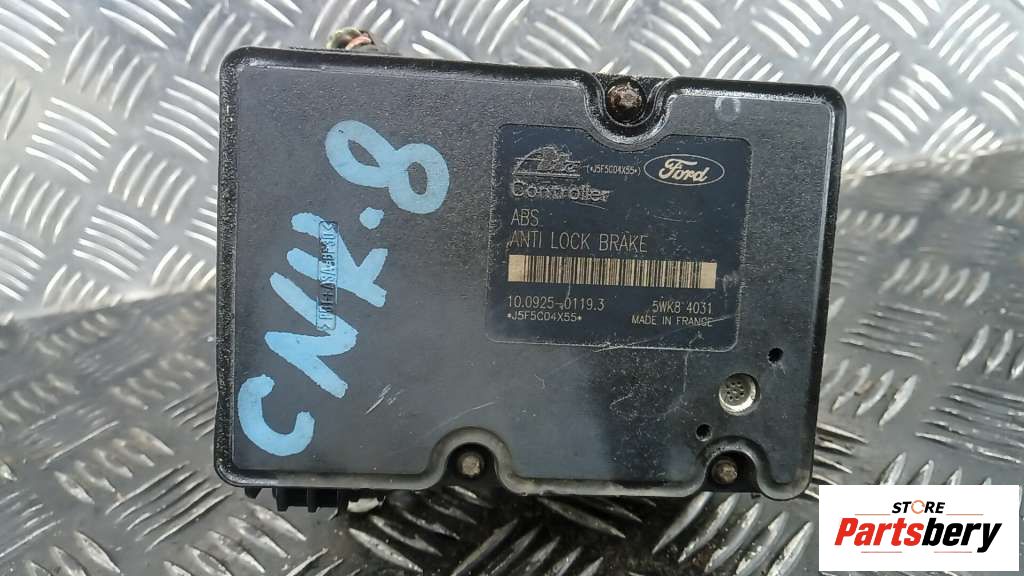 CNK.8
Ate (*J5F5C04X55*) Ford
Controller
ABS
ANTI LOCK BRAKE
10.0925-0119.3 5WK8 4031
*J5F5C04X55* MADE IN FRANCE
STORE
Partsbery